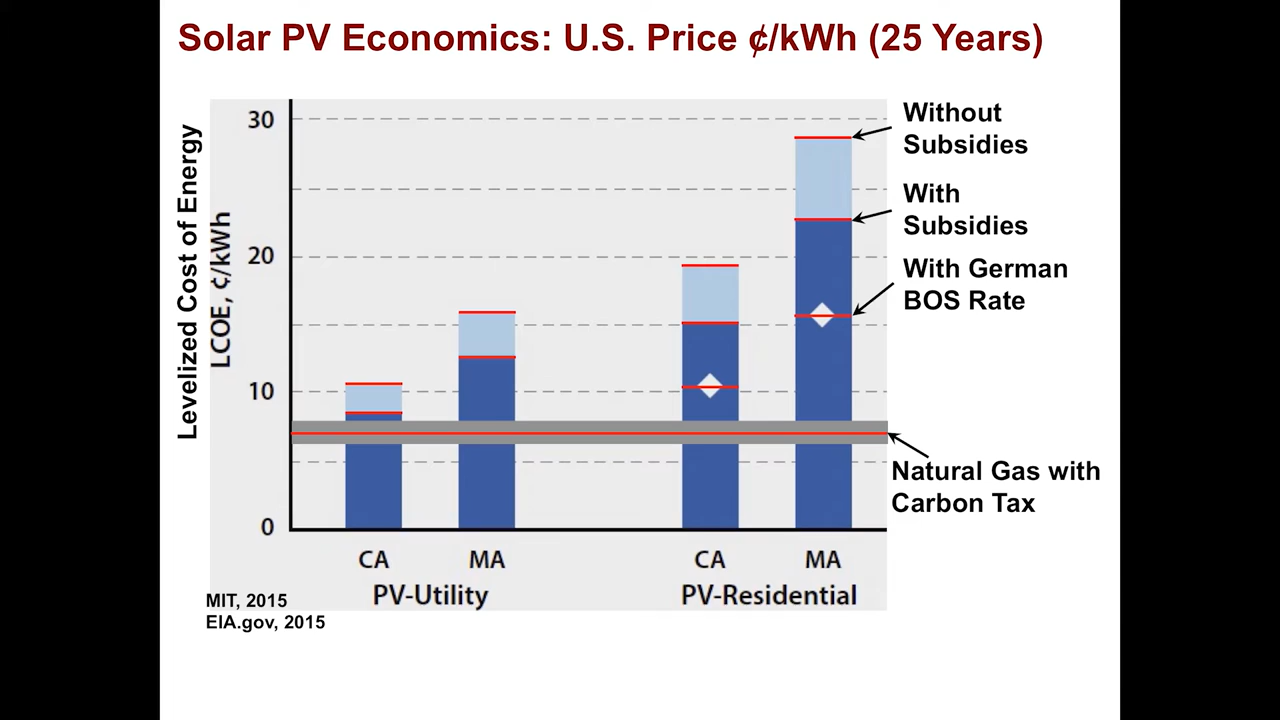 Solar PV Economics: U.S. Price ¢/kWh (25 Years)
Levelized Cost of Energy
LCOE, ¢/kWh
30
20
10
0
Without
Subsidies
With
Subsidies
With German
BOS Rate
Natural Gas with
Carbon Tax
CA
MA
CA
MA
PV-Utility
PV-Residential
MIT, 2015
EIA.gov, 2015